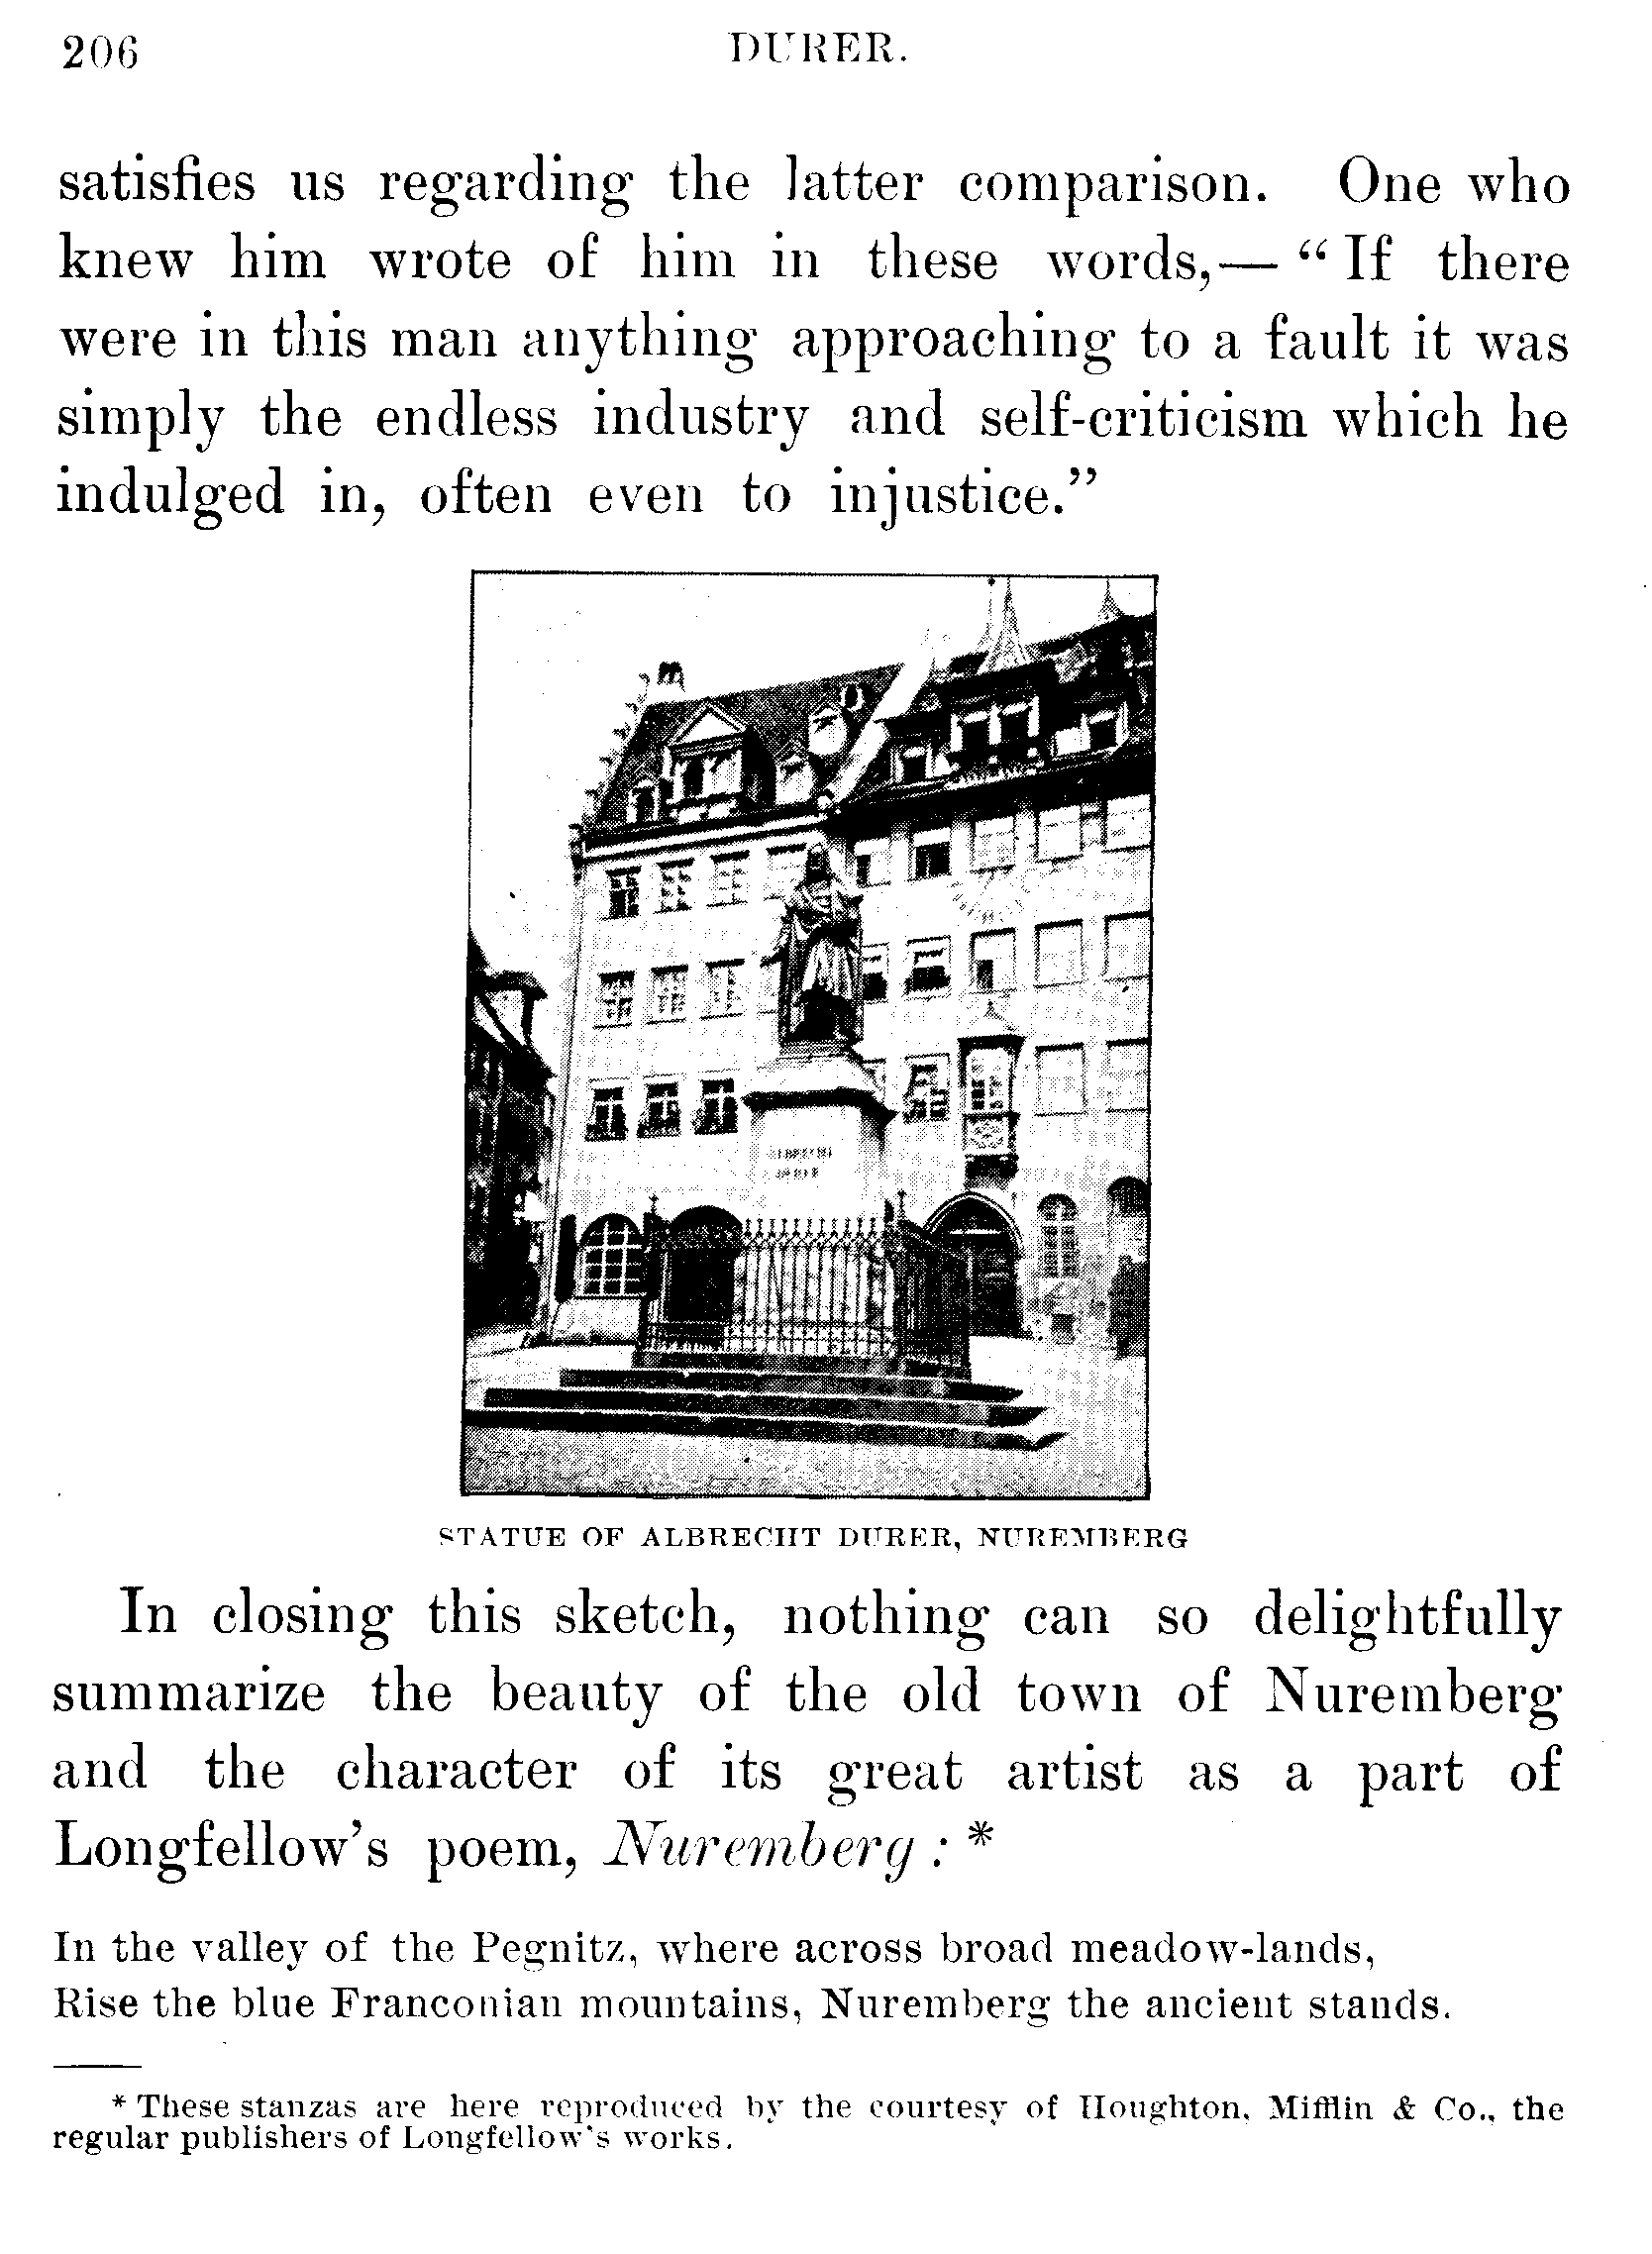 206 DURER.
satisfies us regarding the latter comparison. One who
knew him wrote of him in these words,— “If there
were in this man anything approaching to a fault it was
simply the endless industry and self-criticism which he
indulged in, often even to injustice.”
ALBRECHT
DURER
STATUE OF ALBRECHT DURER, NUREMBERG
In closing this sketch, nothing can so delightfully
summarize the beauty of the old town of Nuremberg
and the character of its great artist as a part of
Longfellow’s poem, Nuremberg : *
In the valley of the Pegnitz, where across broad meadow-lands,
Rise the blue Franconian mountains, Nuremberg the ancient stands.
* These stanzas are here reproduced by the courtesy of Houghton, Mifflin & Co., the
regular publishers of Longfellow’s works.